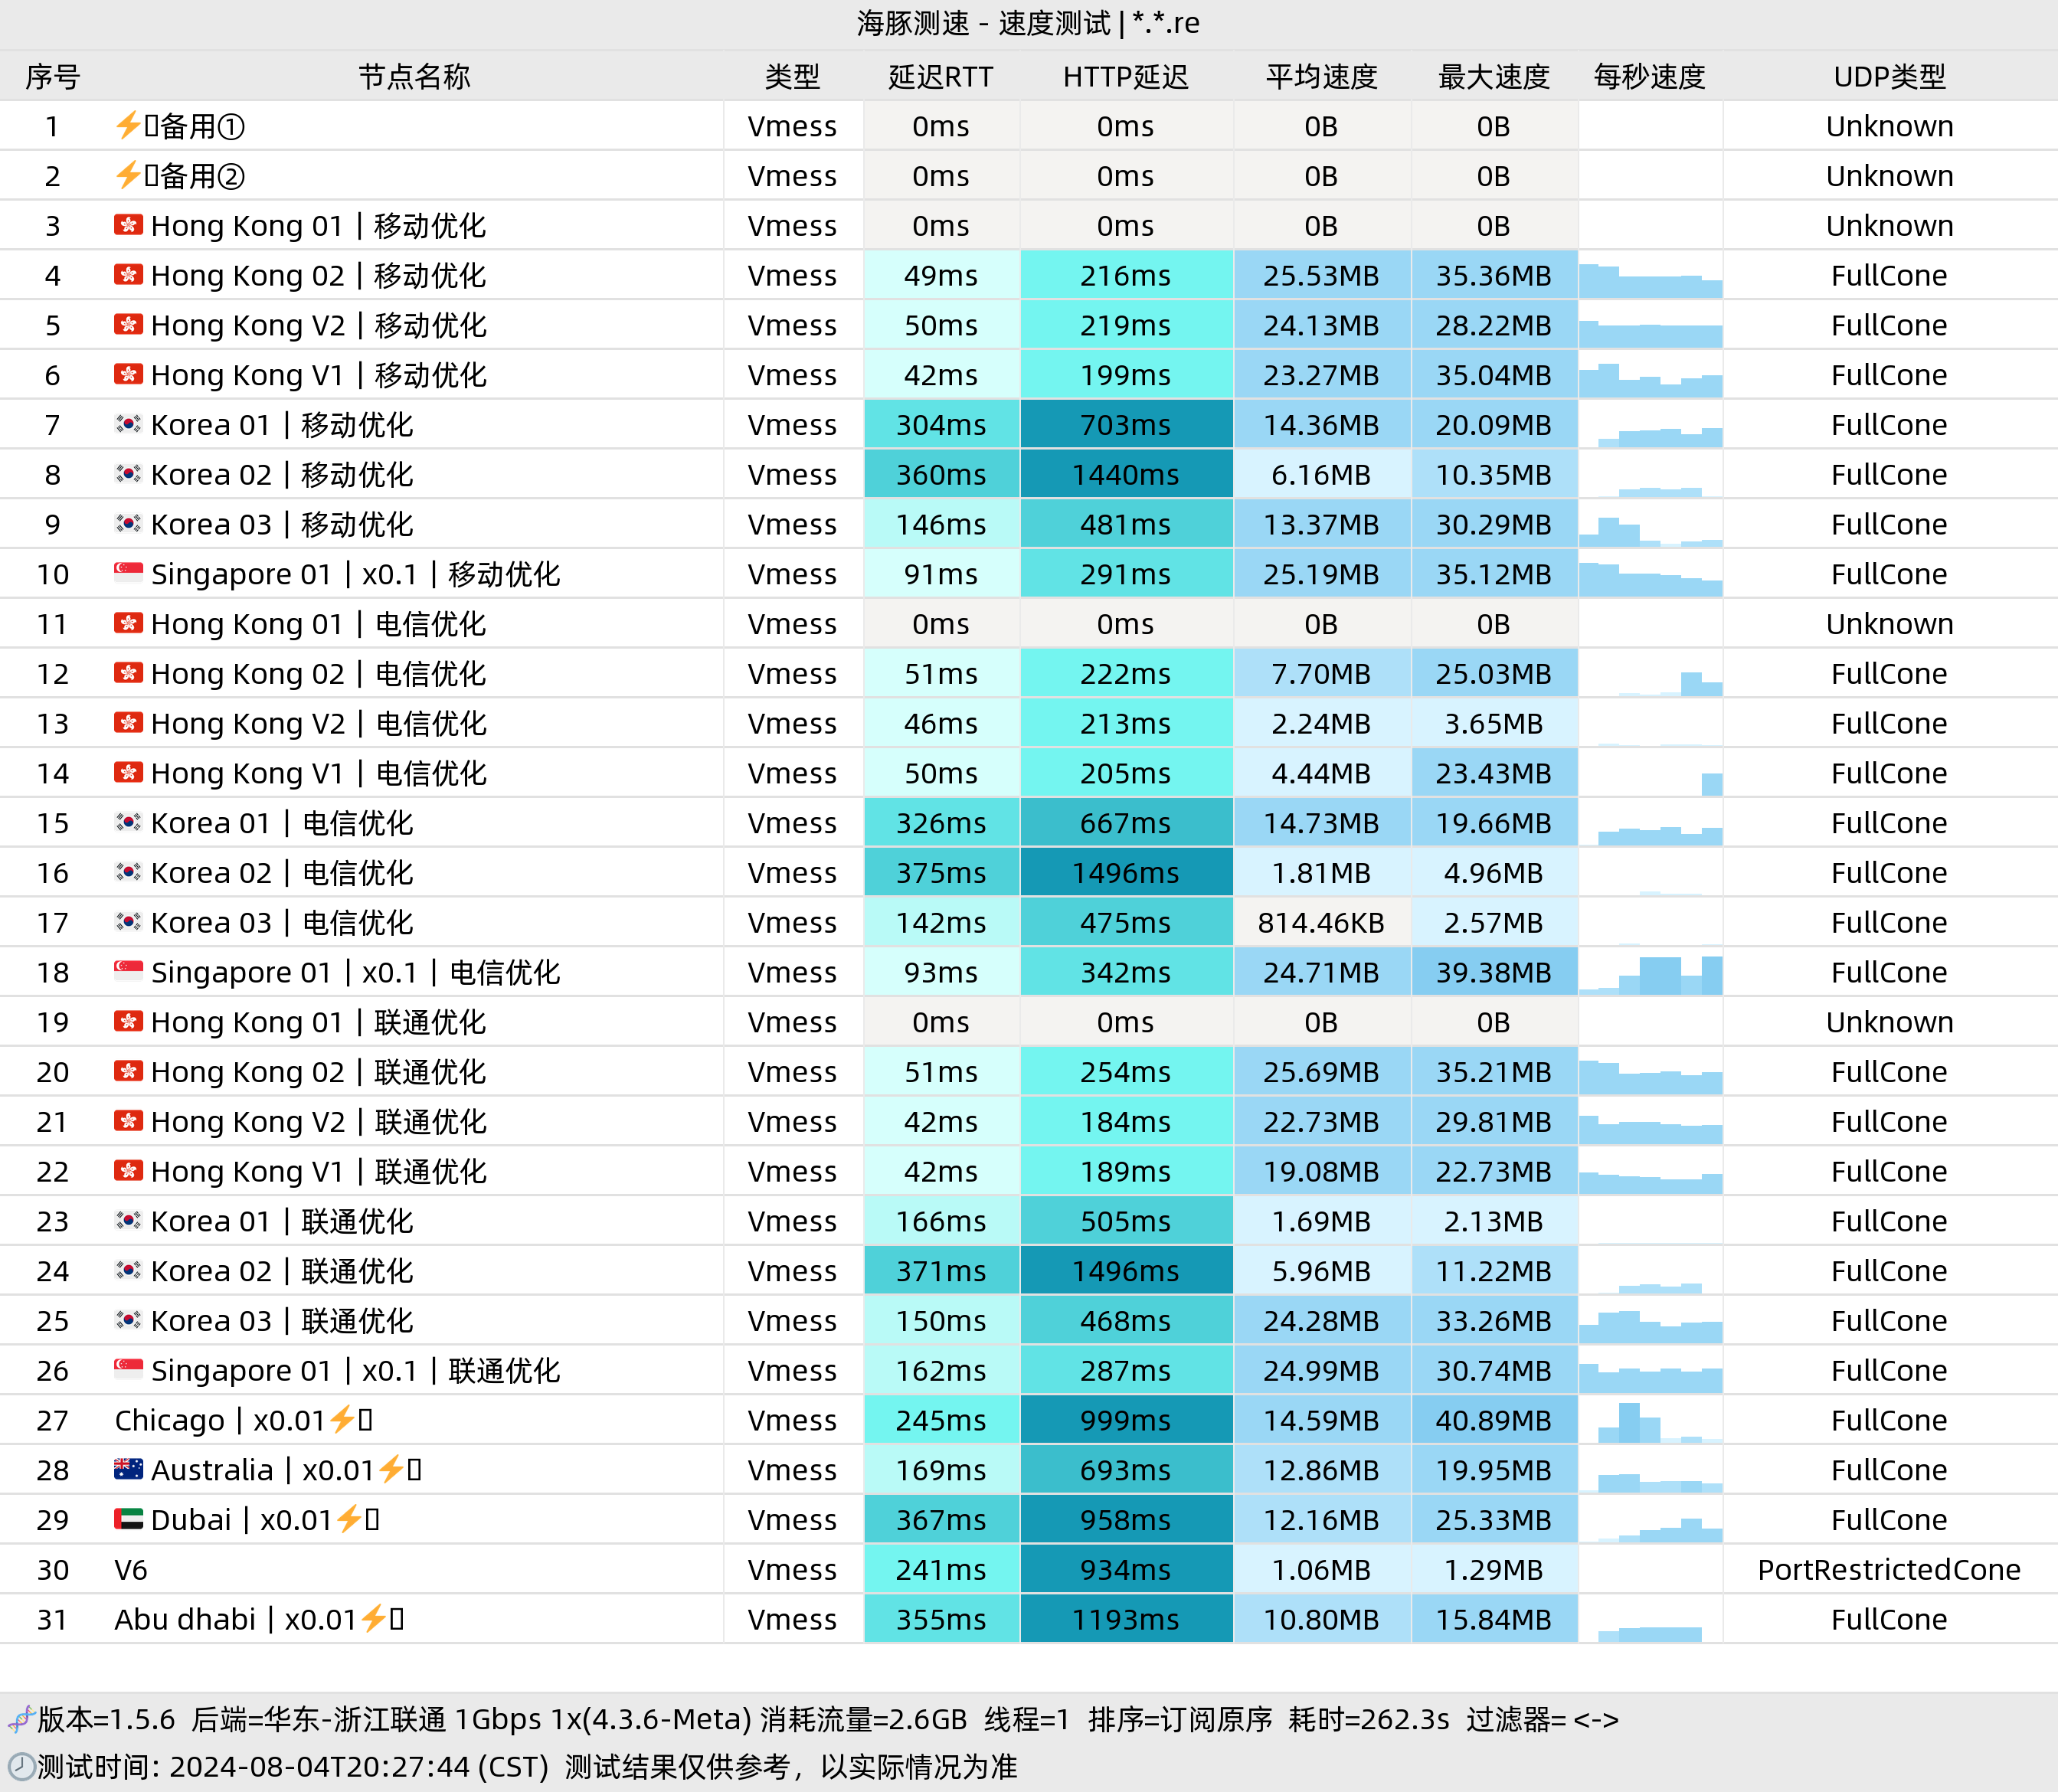 海豚测速 - 速度测试 | *.*.re
序号 节点名称 类型 延迟RTT HTTP延迟 平均速度 最大速度 每秒速度 UDP类型
1 ⚡备用① Vmess 0ms 0ms 0B 0B Unknown
2 ⚡备用② Vmess 0ms 0ms 0B 0B Unknown
3 🇭🇰 Hong Kong 01 | 移动优化 Vmess 0ms 0ms 0B 0B Unknown
4 🇭🇰 Hong Kong 02 | 移动优化 Vmess 49ms 216ms 25.53MB 35.36MB FullCone
5 🇭🇰 Hong Kong V2 | 移动优化 Vmess 50ms 219ms 24.13MB 28.22MB FullCone
6 🇭🇰 Hong Kong V1 | 移动优化 Vmess 42ms 199ms 23.27MB 35.04MB FullCone
7 🇰🇷 Korea 01 | 移动优化 Vmess 304ms 703ms 14.36MB 20.09MB FullCone
8 🇰🇷 Korea 02 | 移动优化 Vmess 360ms 1440ms 6.16MB 10.35MB FullCone
9 🇰🇷 Korea 03 | 移动优化 Vmess 146ms 481ms 13.37MB 30.29MB FullCone
10 🇸🇬 Singapore 01 | x0.1 | 移动优化 Vmess 91ms 291ms 25.19MB 35.12MB FullCone
11 🇭🇰 Hong Kong 01 | 电信优化 Vmess 0ms 0ms 0B 0B Unknown
12 🇭🇰 Hong Kong 02 | 电信优化 Vmess 51ms 222ms 7.70MB 25.03MB FullCone
13 🇭🇰 Hong Kong V2 | 电信优化 Vmess 46ms 213ms 2.24MB 3.65MB FullCone
14 🇭🇰 Hong Kong V1 | 电信优化 Vmess 50ms 205ms 4.44MB 23.43MB FullCone
15 🇰🇷 Korea 01 | 电信优化 Vmess 326ms 667ms 14.73MB 19.66MB FullCone
16 🇰🇷 Korea 02 | 电信优化 Vmess 375ms 1496ms 1.81MB 4.96MB FullCone
17 🇰🇷 Korea 03 | 电信优化 Vmess 142ms 475ms 814.46KB 2.57MB FullCone
18 🇸🇬 Singapore 01 | x0.1 | 电信优化 Vmess 93ms 342ms 24.71MB 39.38MB FullCone
19 🇭🇰 Hong Kong 01 | 联通优化 Vmess 0ms 0ms 0B 0B Unknown
20 🇭🇰 Hong Kong 02 | 联通优化 Vmess 51ms 254ms 25.69MB 35.21MB FullCone
21 🇭🇰 Hong Kong V2 | 联通优化 Vmess 42ms 184ms 22.73MB 29.81MB FullCone
22 🇭🇰 Hong Kong V1 | 联通优化 Vmess 42ms 189ms 19.08MB 22.73MB FullCone
23 🇰🇷 Korea 01 | 联通优化 Vmess 166ms 505ms 1.69MB 2.13MB FullCone
24 🇰🇷 Korea 02 | 联通优化 Vmess 371ms 1496ms 5.96MB 11.22MB FullCone
25 🇰🇷 Korea 03 | 联通优化 Vmess 150ms 468ms 24.28MB 33.26MB FullCone
26 🇸🇬 Singapore 01 | x0.1 | 联通优化 Vmess 162ms 287ms 24.99MB 30.74MB FullCone
27 Chicago | x0.01⚡ Vmess 245ms 999ms 14.59MB 40.89MB FullCone
28 🇦🇺 Australia | x0.01⚡ Vmess 169ms 693ms 12.86MB 19.95MB FullCone
29 🇦🇪 Dubai | x0.01⚡ Vmess 367ms 958ms 12.16MB 25.33MB FullCone
30 V6 Vmess 241ms 934ms 1.06MB 1.29MB PortRestrictedCone
31 Abu dhabi | x0.01⚡ Vmess 355ms 1193ms 10.80MB 15.84MB FullCone
🧬版本=1.5.6 后端=华东-浙江联通 1Gbps 1x(4.3.6-Meta) 消耗流量=2.6GB 线程=1 排序=订阅原序 耗时=262.3s 过滤器= <->
🕗测试时间: 2024-08-04T20:27:44 (CST) 测试结果仅供参考，以实际情况为准